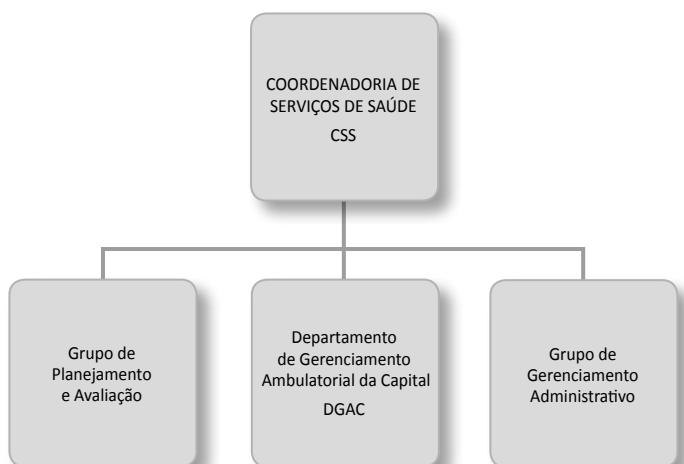 COORDENADORIA DE
SERVIÇOS DE SAÚDE
CSS
Grupo de
Planejamento
e Avaliação
Departamento
de Gerenciamento
Ambulatorial da Capital
DGAC
Grupo de
Gerenciamento
Administrativo